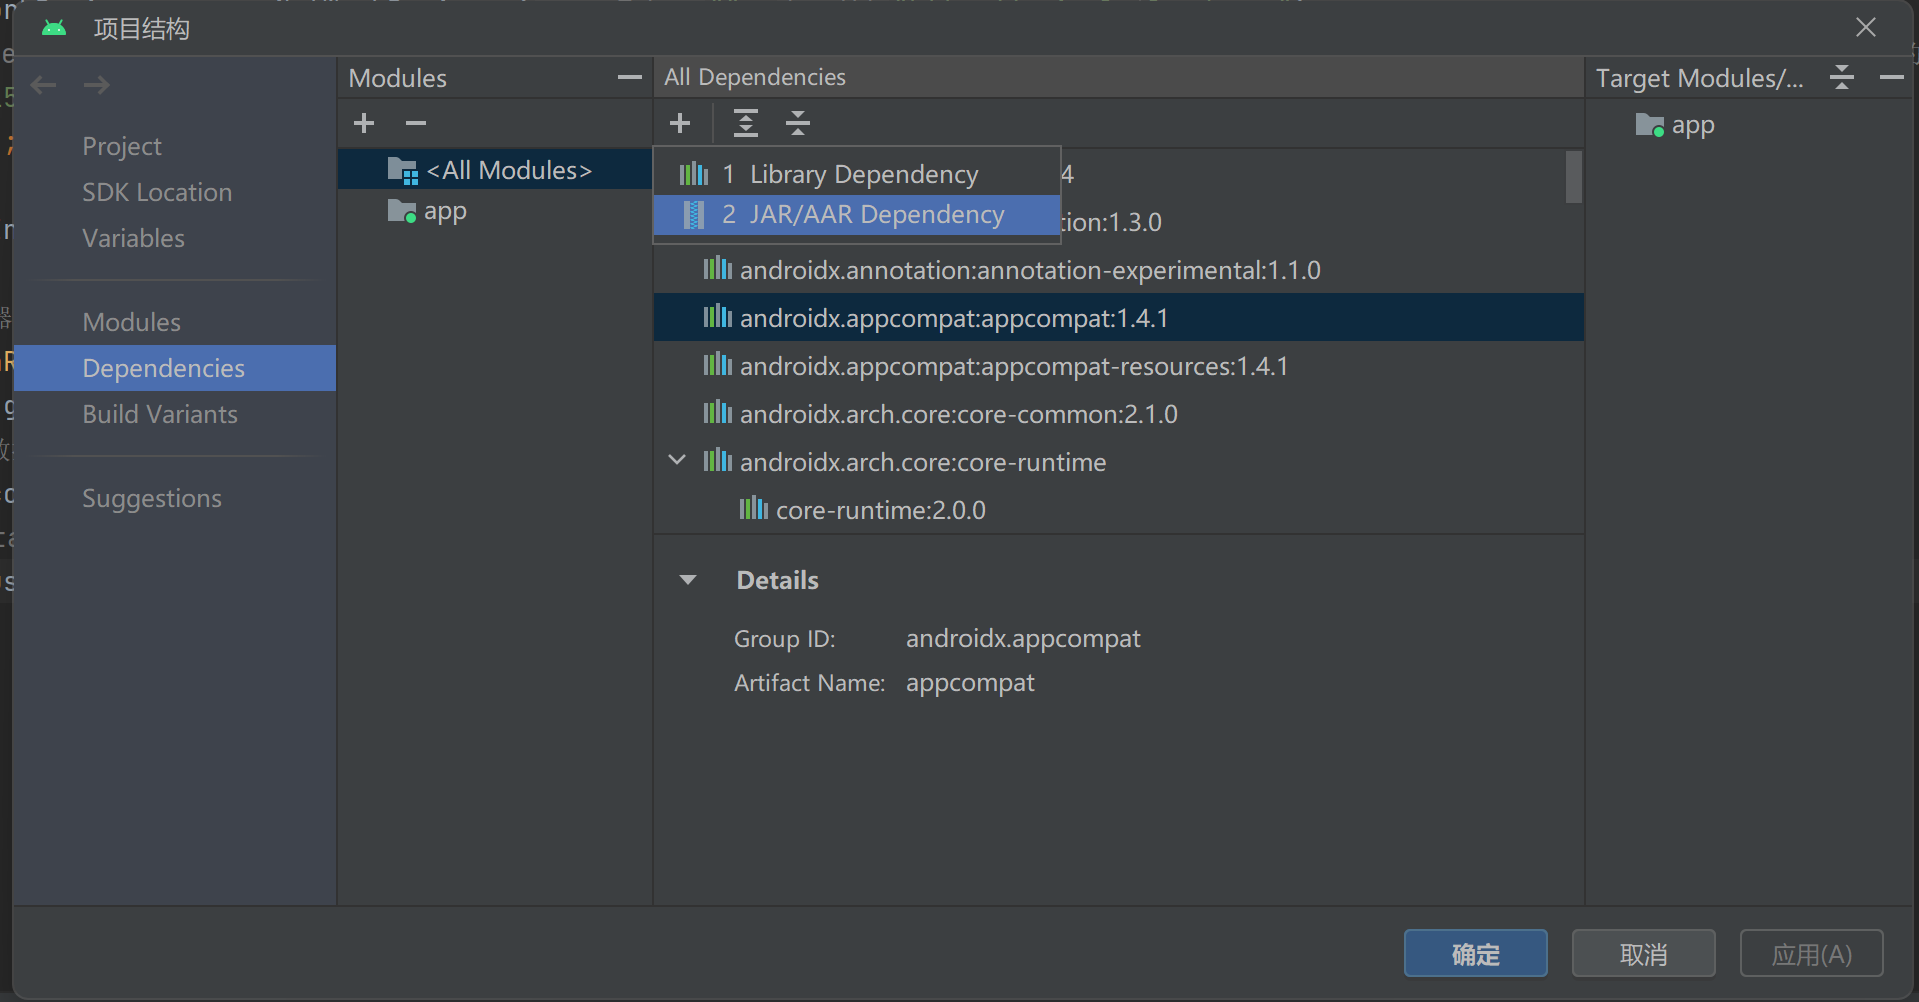 项目结构
Project
SDK Location
Variables
Modules
Dependencies
Build Variants
Suggestions
Modules
<All Modules>
app
All Dependencies
1 Library Dependency
2 JAR/AAR Dependency
4
tion:1.3.0
androidx.annotation:annotation-experimental:1.1.0
androidx.appcompat:appcompat:1.4.1
androidx.appcompat:appcompat-resources:1.4.1
androidx.arch.core:core-common:2.1.0
androidx.arch.core:core-runtime
core-runtime:2.0.0
Details
Group ID: androidx.appcompat
Artifact Name: appcompat
Target Modules/...
app
确定
取消
应用(A)